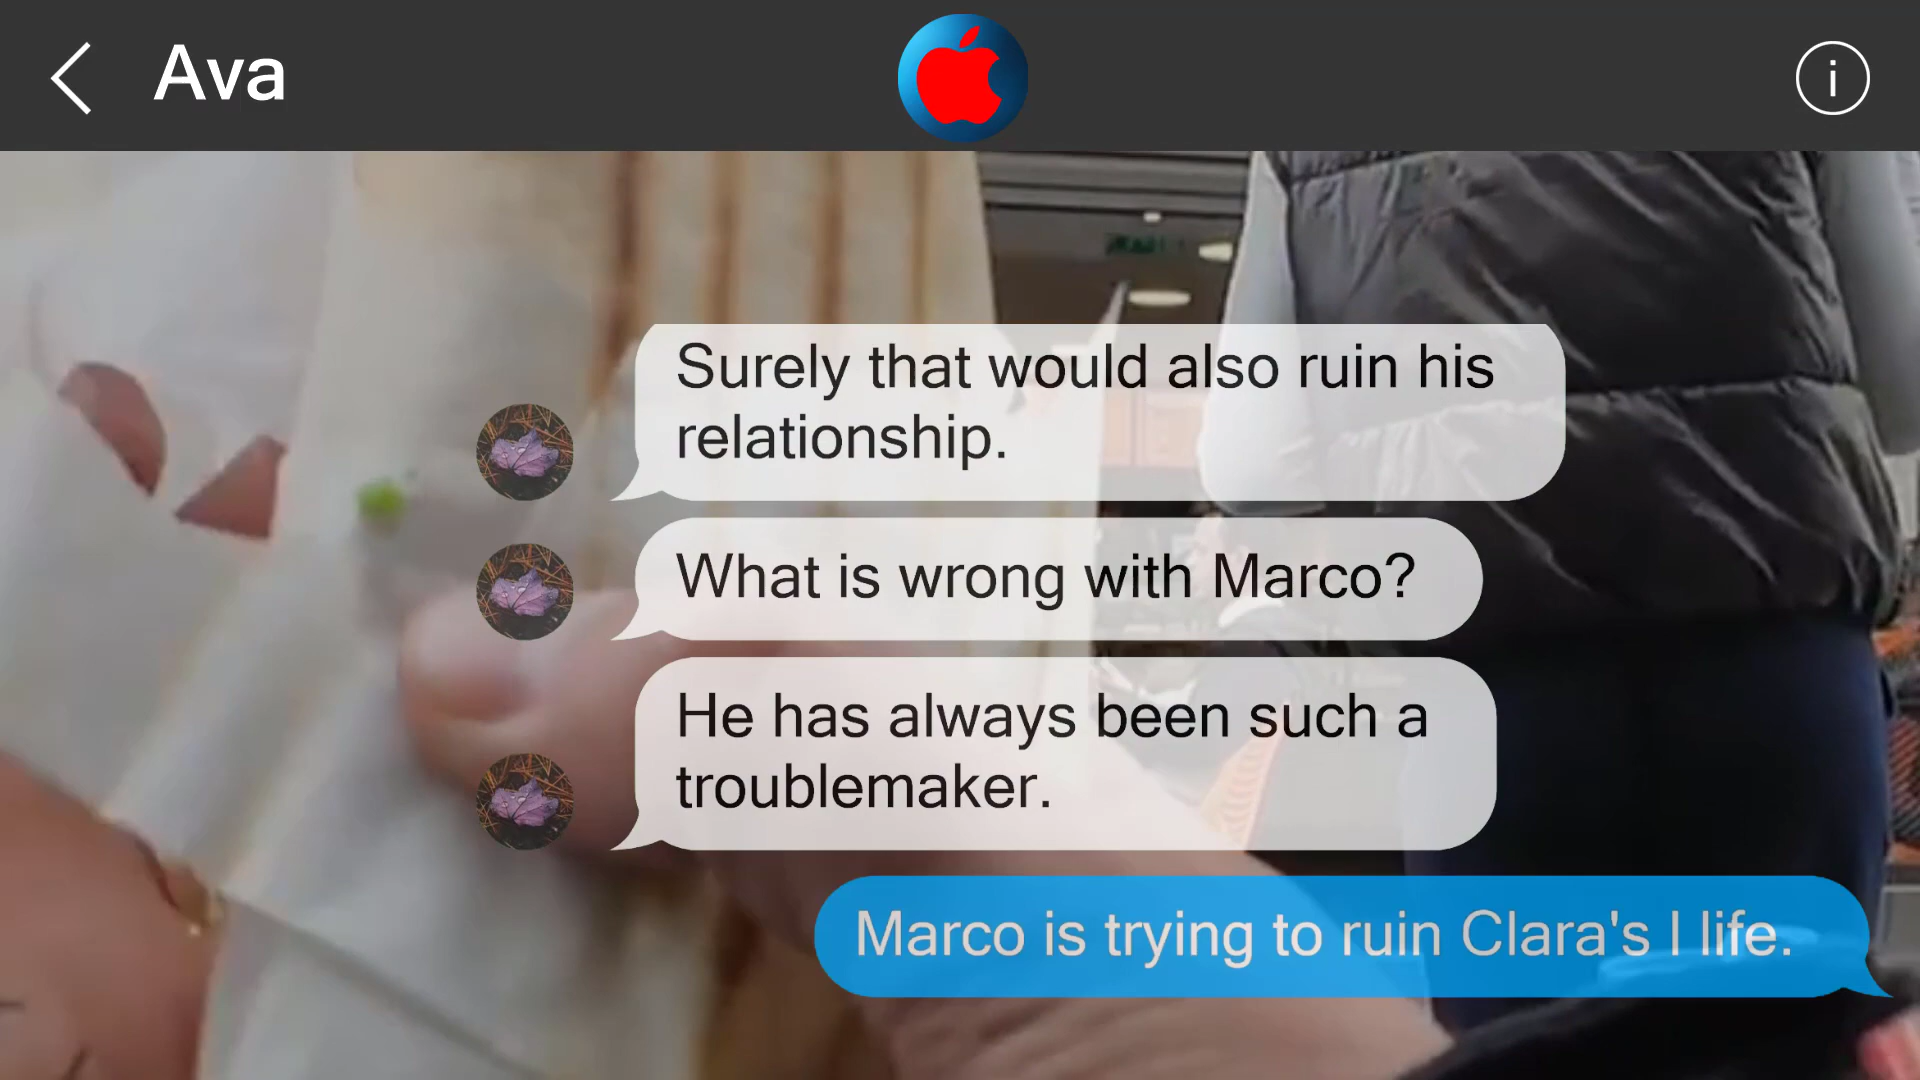 Ava
Surely that would also ruin his
relationship.
What is wrong with Marco?
He has always been such a
troublemaker.
Marco is trying to ruin Clara's I life.